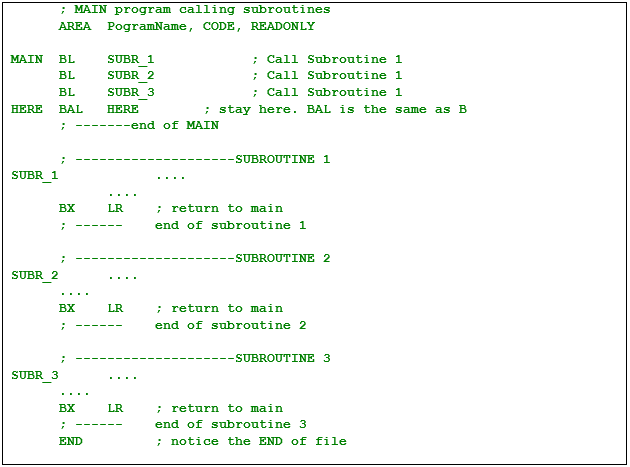 ; MAIN program calling subroutines
AREA PogramName, CODE, READONLY
MAIN BL SUBR_1 ; Call Subroutine 1
BL SUBR_2 ; Call Subroutine 1
BL SUBR_3 ; Call Subroutine 1
HERE BAL HERE ; stay here. BAL is the same as B
; -------end of MAIN
; --------------------SUBROUTINE 1
SUBR_1 ....
....
BX LR ; return to main
; ------ end of subroutine 1
; --------------------SUBROUTINE 2
SUBR_2 ....
....
BX LR ; return to main
; ------ end of subroutine 2
; --------------------SUBROUTINE 3
SUBR_3 ....
....
BX LR ; return to main
; ------ end of subroutine 3
END ; notice the END of file